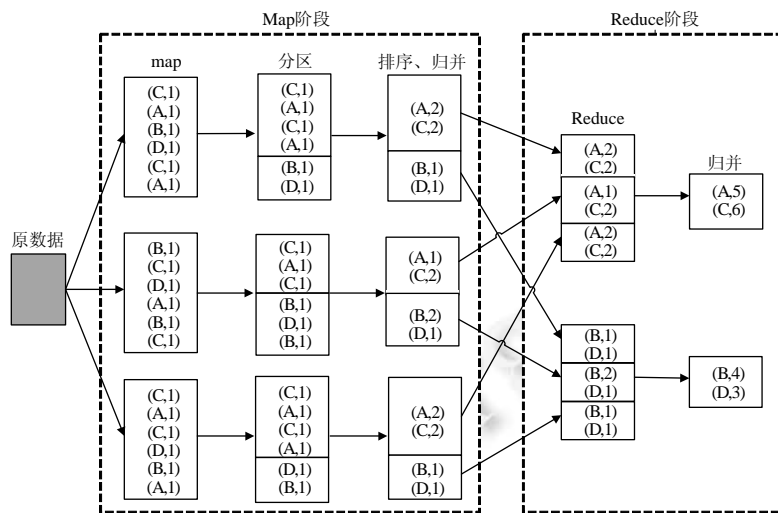 Map阶段
Reduce阶段
map
分区
排序、归并
(C,1)
(A,1)
(B,1)
(D,1)
(C,1)
(A,1)
(C,1)
(A,1)
(C,1)
(A,1)
(B,1)
(D,1)
(A,2)
(C,2)
(B,1)
(D,1)
原数据
(B,1)
(C,1)
(D,1)
(A,1)
(B,1)
(C,1)
(C,1)
(A,1)
(C,1)
(B,1)
(D,1)
(B,1)
(A,1)
(C,2)
(B,2)
(D,1)
(C,1)
(A,1)
(C,1)
(D,1)
(B,1)
(A,1)
(C,1)
(A,1)
(C,1)
(A,1)
(D,1)
(B,1)
(A,2)
(C,2)
(B,1)
(D,1)
Reduce
(A,2)
(C,2)
(A,1)
(C,2)
(A,2)
(C,2)
归并
(A,5)
(C,6)
(B,1)
(D,1)
(B,2)
(D,1)
(B,1)
(D,1)
(B,4)
(D,3)